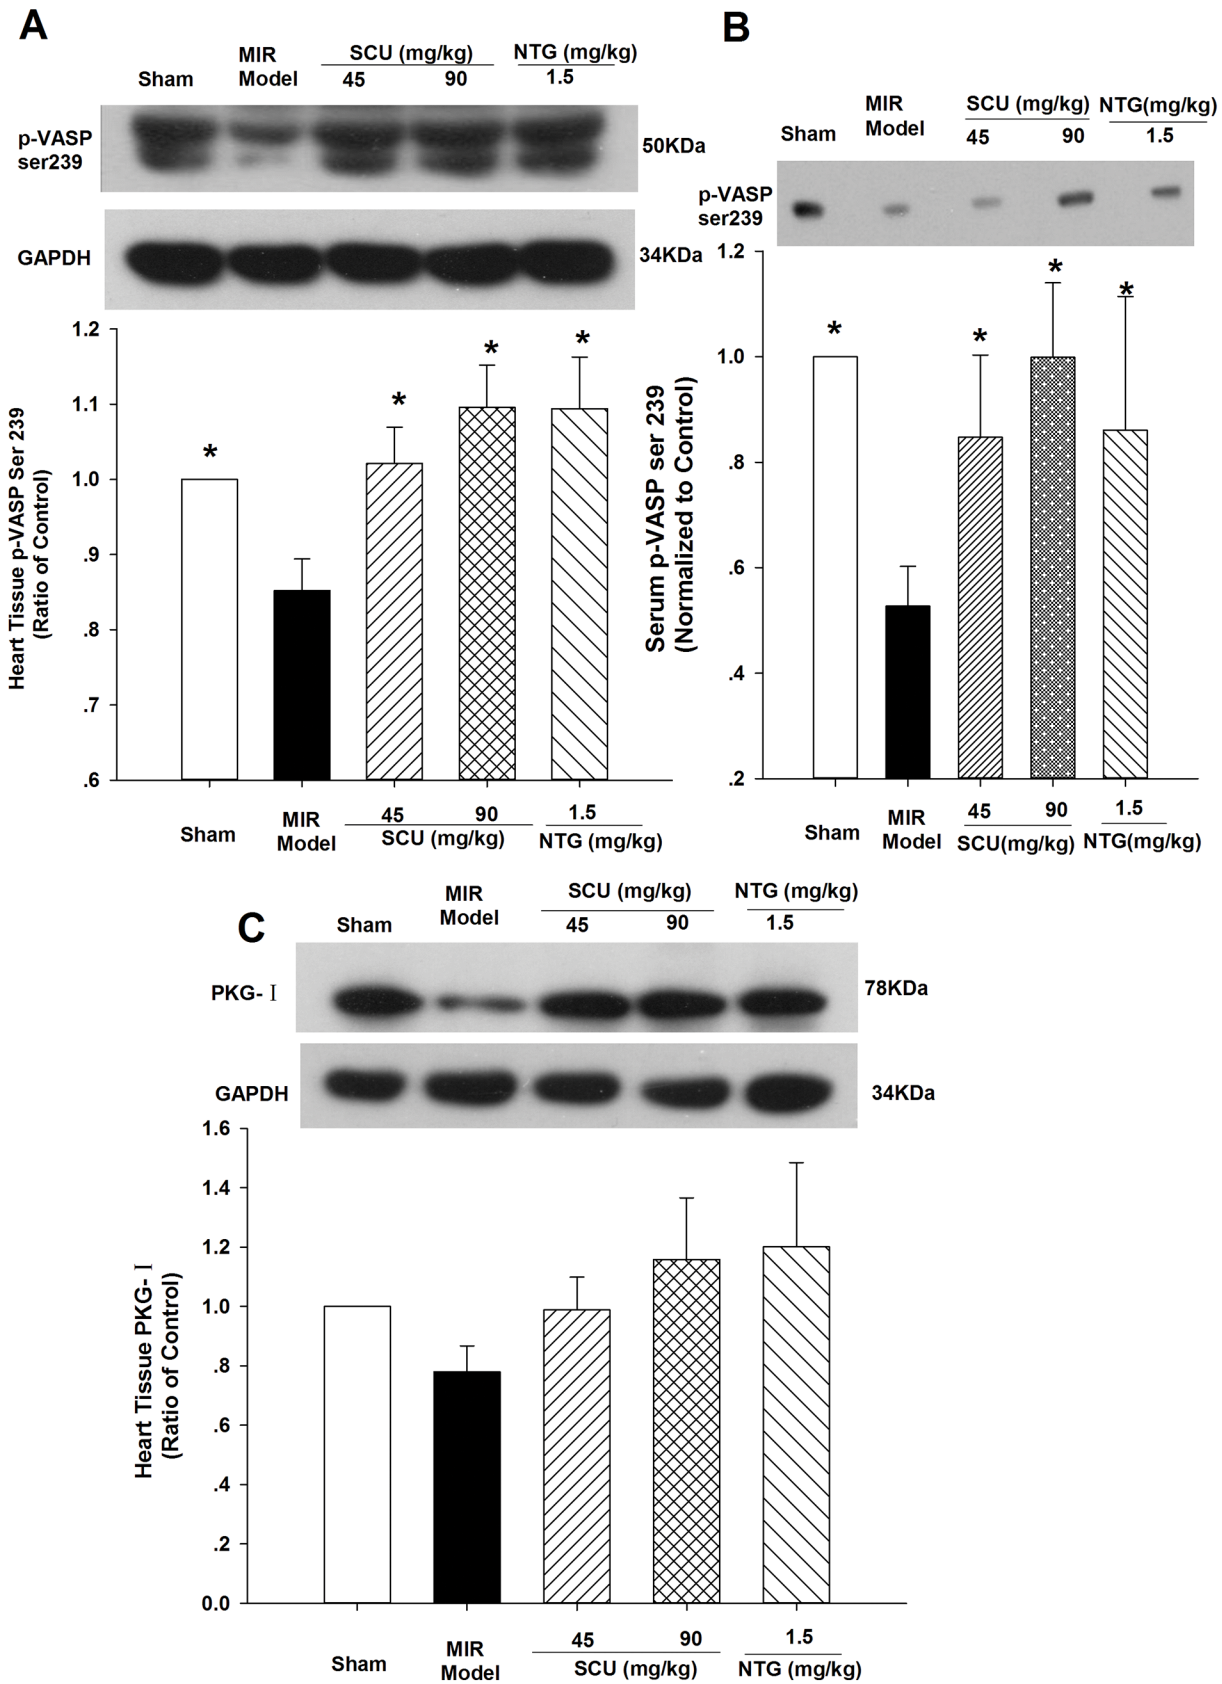 A
MIR
Model
SCU (mg/kg)
NTG (mg/kg)
Sham
45
90
1.5
p-VASP
ser239
50KDa
GAPDH
34KDa
1.2
1.1
1.0
.9
.8
.7
.6
Heart Tissue p-VASP Ser 239
(Ratio of Control)
*
*
*
*
Sham
MIR
Model
45
90
SCU (mg/kg)
1.5
NTG (mg/kg)
B
MIR
Model
SCU (mg/kg)
NTG(mg/kg)
Sham
45
90
1.5
p-VASP
ser239
1.2
1.0
.8
.6
.4
.2
Serum p-VASP ser 239
(Normalized to Control)
*
*
*
*
Sham
MIR
Model
45
90
SCU(mg/kg)
1.5
NTG(mg/kg)
C
MIR
Model
SCU (mg/kg)
NTG (mg/kg)
Sham
45
90
1.5
PKG-Ⅰ
78KDa
GAPDH
34KDa
1.6
1.4
1.2
1.0
.8
.6
.4
.2
0.0
Heart Tissue PKG-Ⅰ
(Ratio of Control)
Sham
MIR
Model
45
90
SCU (mg/kg)
1.5
NTG (mg/kg)